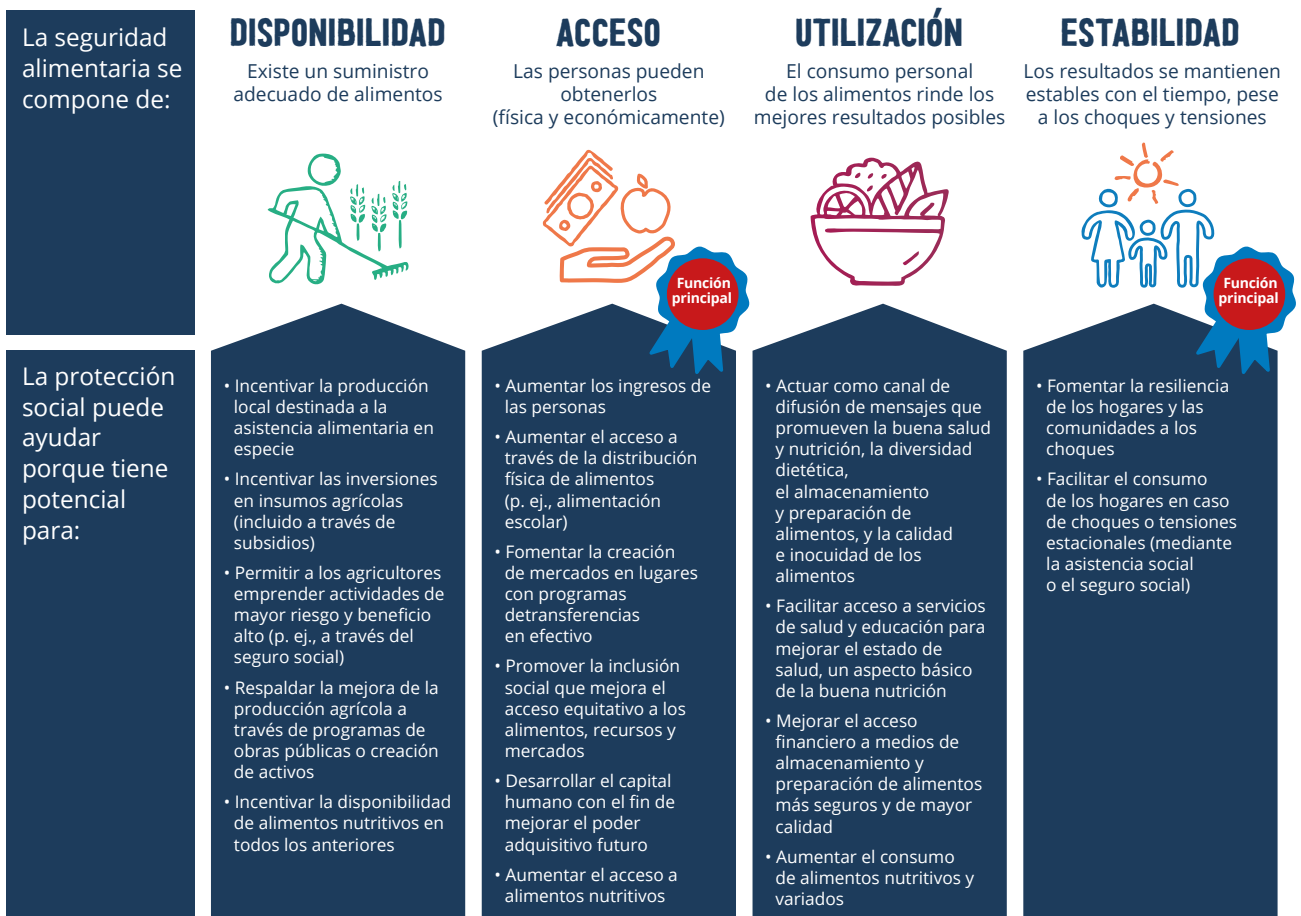 La seguridad
alimentaria se
compone de:
DISPONIBILIDAD
Existe un suministro
adecuado de alimentos
ACCESO
Las personas pueden
obtenerlos
(física y económicamente)
UTILIZACIÓN
El consumo personal
de los alimentos rinde los
mejores resultados posibles
ESTABILIDAD
Los resultados se mantienen
estables con el tiempo, pese
a los choques y tensiones
Función
principal
Función
principal
La protección
social puede
ayudar
porque tiene
potencial
para:
• Incentivar la producción
local destinada a la
asistencia alimentaria en
especie
• Incentivar las inversiones
en insumos agrícolas
(incluido a través de
subsidios)
• Permitir a los agricultores
emprender actividades de
mayor riesgo y beneficio
alto (p. ej., a través del
seguro social)
• Respaldar la mejora de la
producción agrícola a
través de programas de
obras públicas o creación
de activos
• Incentivar la disponibilidad
de alimentos nutritivos en
todos los anteriores
• Aumentar los ingresos de
las personas
• Aumentar el acceso a
través de la distribución
física de alimentos
(p. ej., alimentación
escolar)
• Fomentar la creación
de mercados en lugares
con programas
detransferencias
en efectivo
• Promover la inclusión
social que mejora el
acceso equitativo a los
alimentos, recursos y
mercados
• Desarrollar el capital
humano con el fin de
mejorar el poder
adquisitivo futuro
• Aumentar el acceso a
alimentos nutritivos
• Actuar como canal de
difusión de mensajes que
promueven la buena salud
y nutrición, la diversidad
dietética,
el almacenamiento
y preparación de
alimentos, y la calidad
e inocuidad de los
alimentos
• Facilitar acceso a servicios
de salud y educación para
mejorar el estado de
salud, un aspecto básico
de la buena nutrición
• Mejorar el acceso
financiero a medios de
almacenamiento y
preparación de alimentos
más seguros y de mayor
calidad
• Aumentar el consumo
de alimentos nutritivos y
variados
• Fomentar la resiliencia
de los hogares y las
comunidades a los
choques
• Facilitar el consumo
de los hogares en caso
de choques o tensiones
estacionales (mediante
la asistencia social
o el seguro social)